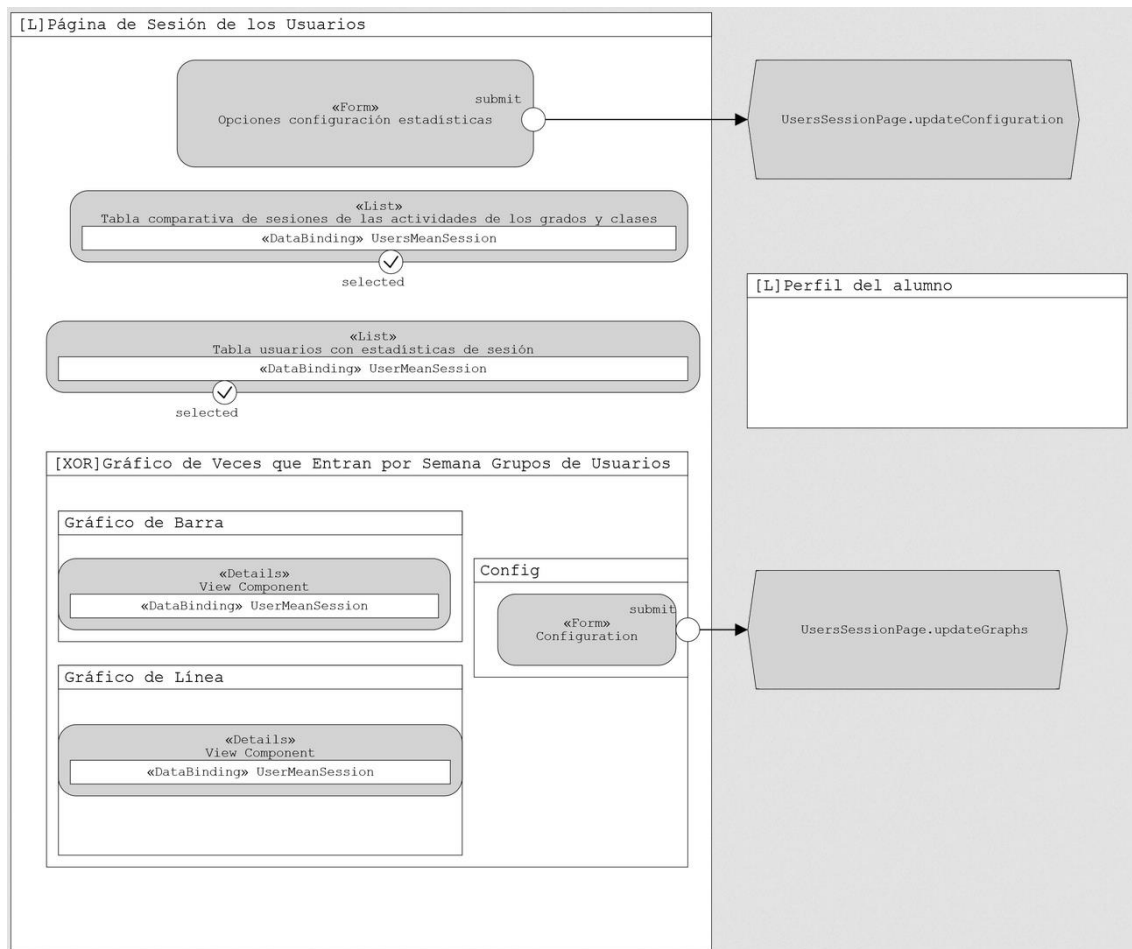 [L]Página de Sesión de los Usuarios
submit
«Form»
Opciones configuración estadísticas
UsersSessionPage.updateConfiguration
«List»
Tabla comparativa de sesiones de las actividades de los grados y clases
«DataBinding» UsersMeanSession
selected
[L]Perfil del alumno
«List»
Tabla usuarios con estadísticas de sesión
«DataBinding» UserMeanSession
selected
[XOR]Gráfico de Veces que Entran por Semana Grupos de Usuarios
Gráfico de Barra
«Details»
View Component
«DataBinding» UserMeanSession
Config
submit
«Form»
Configuration
UsersSessionPage.updateGraphs
Gráfico de Línea
«Details»
View Component
«DataBinding» UserMeanSession